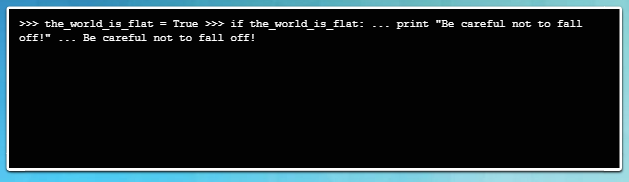 >>> the_world_is_flat = True >>> if the_world_is_flat: ... print "Be careful not to fall
off!" ... Be careful not to fall off!